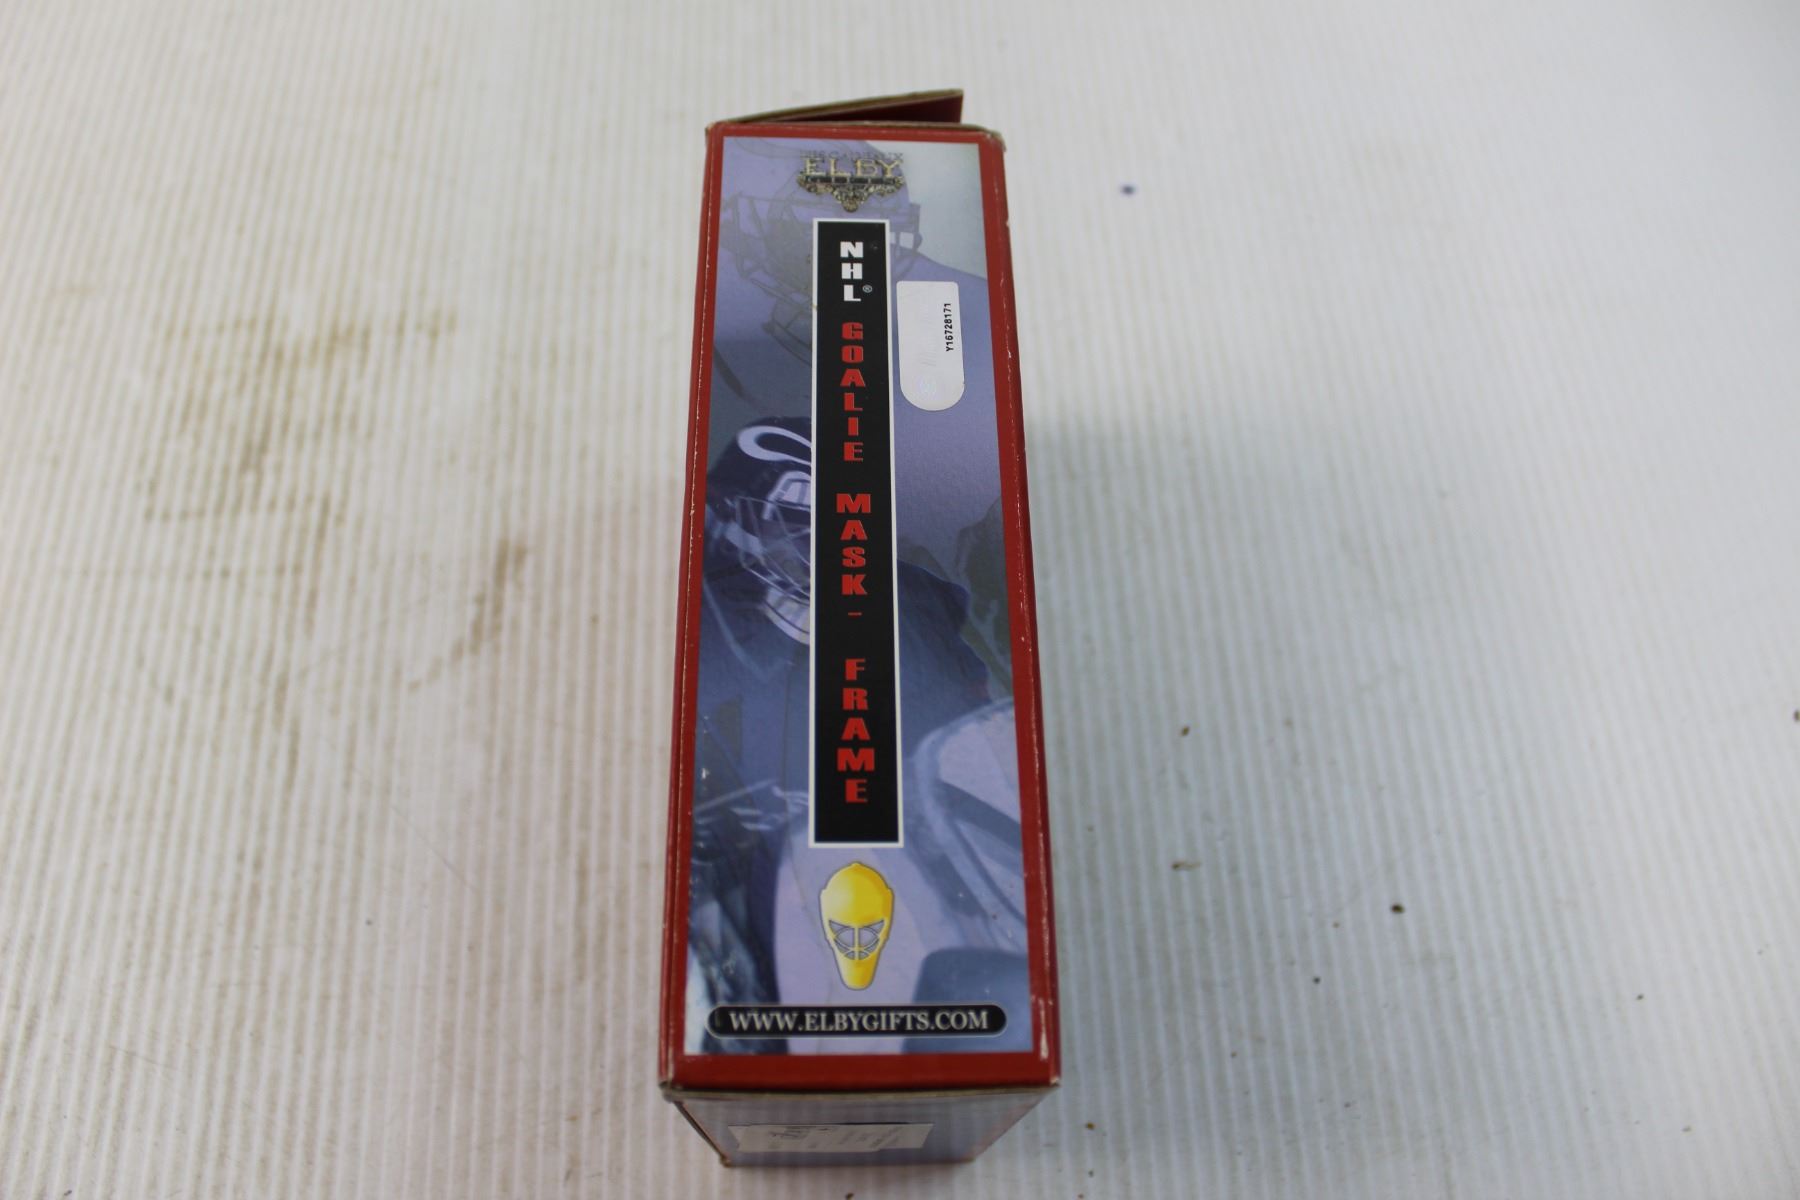 ELBY
NHL® GOALIE MASK - FRAME
Y16728171
WWW.ELBYGIFTS.COM